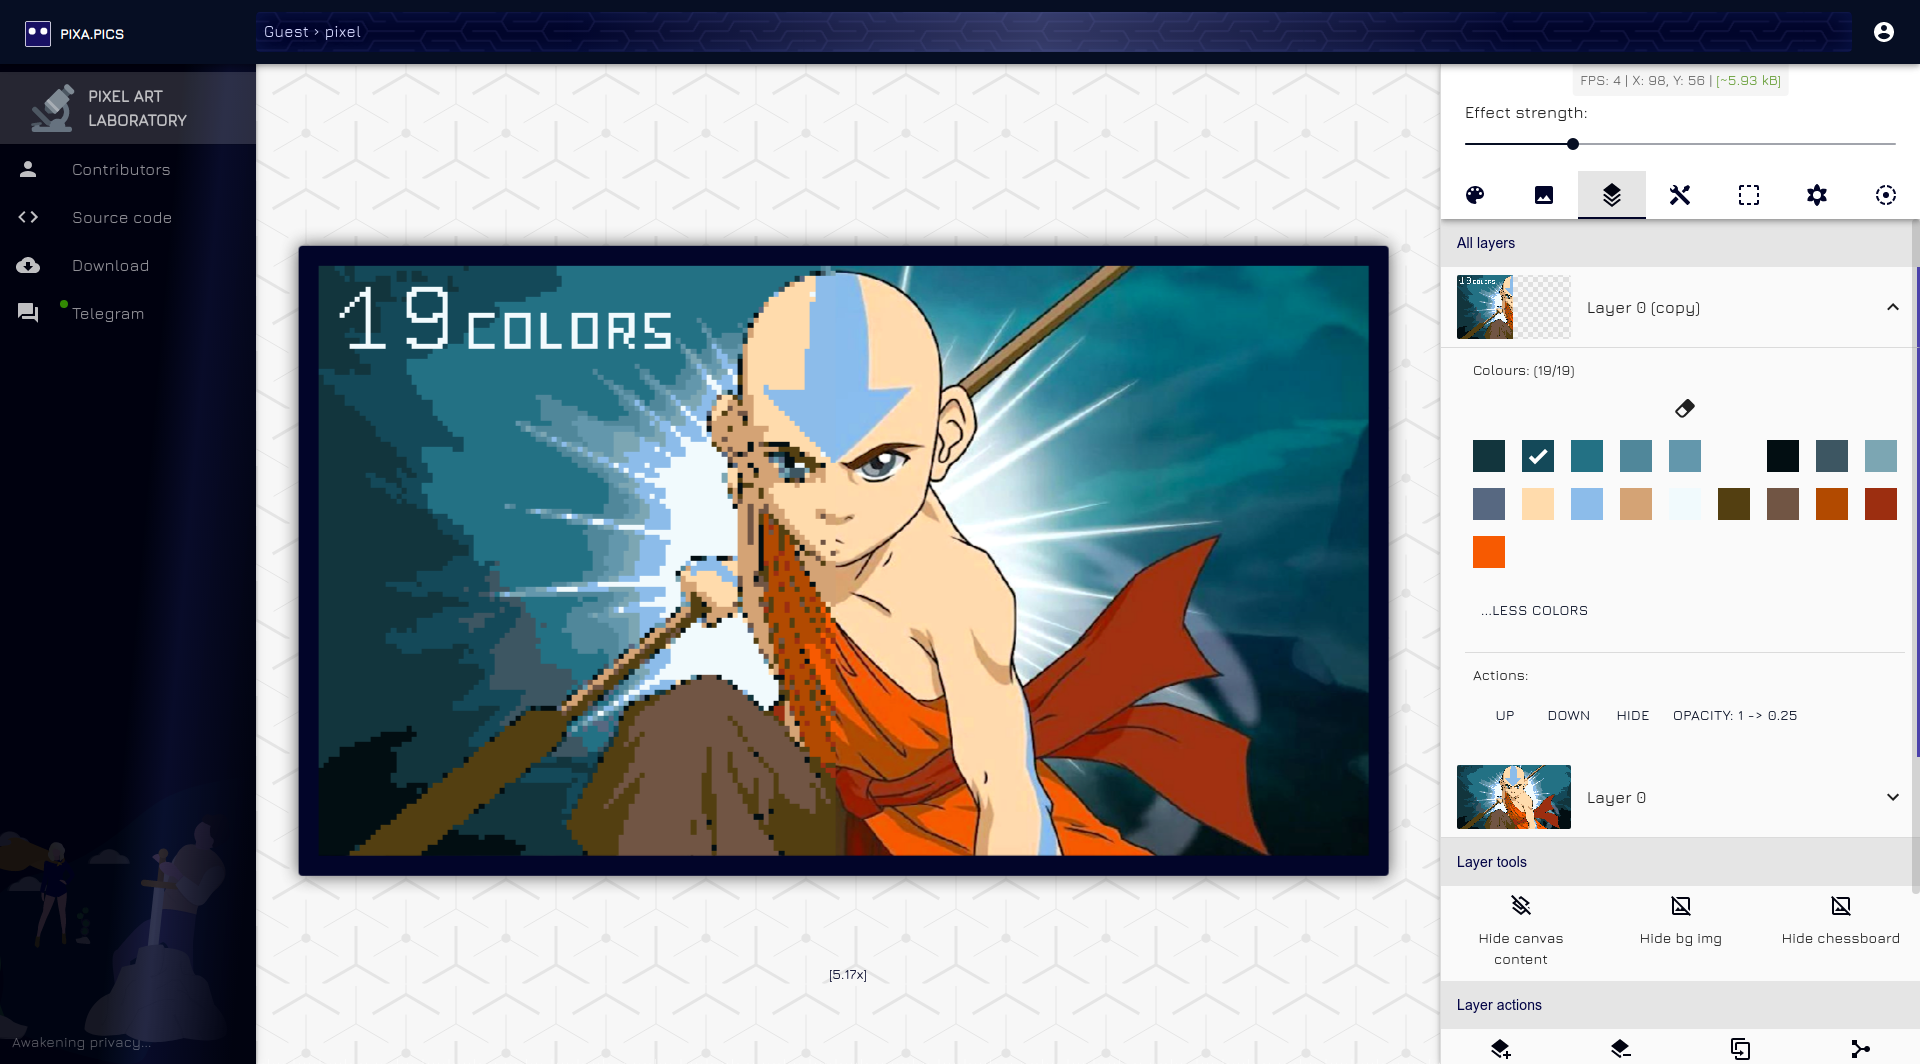 PIXA.PICS
Guest › pixel
PIXEL ART
LABORATORY
Contributors
Source code
Download
Telegram
Awakening privacy...
19 COLORS
[5.17x]
FPS: 4 | X: 98, Y: 56 | [~5.93 kB]
Effect strength:
All layers
19 COLORS
Layer 0 (copy)
Colours: (19/19)
...LESS COLORS
Actions:
UP DOWN HIDE OPACITY: 1 -> 0.25
Layer 0
Layer tools
Hide canvas
content
Hide bg img
Hide chessboard
Layer actions